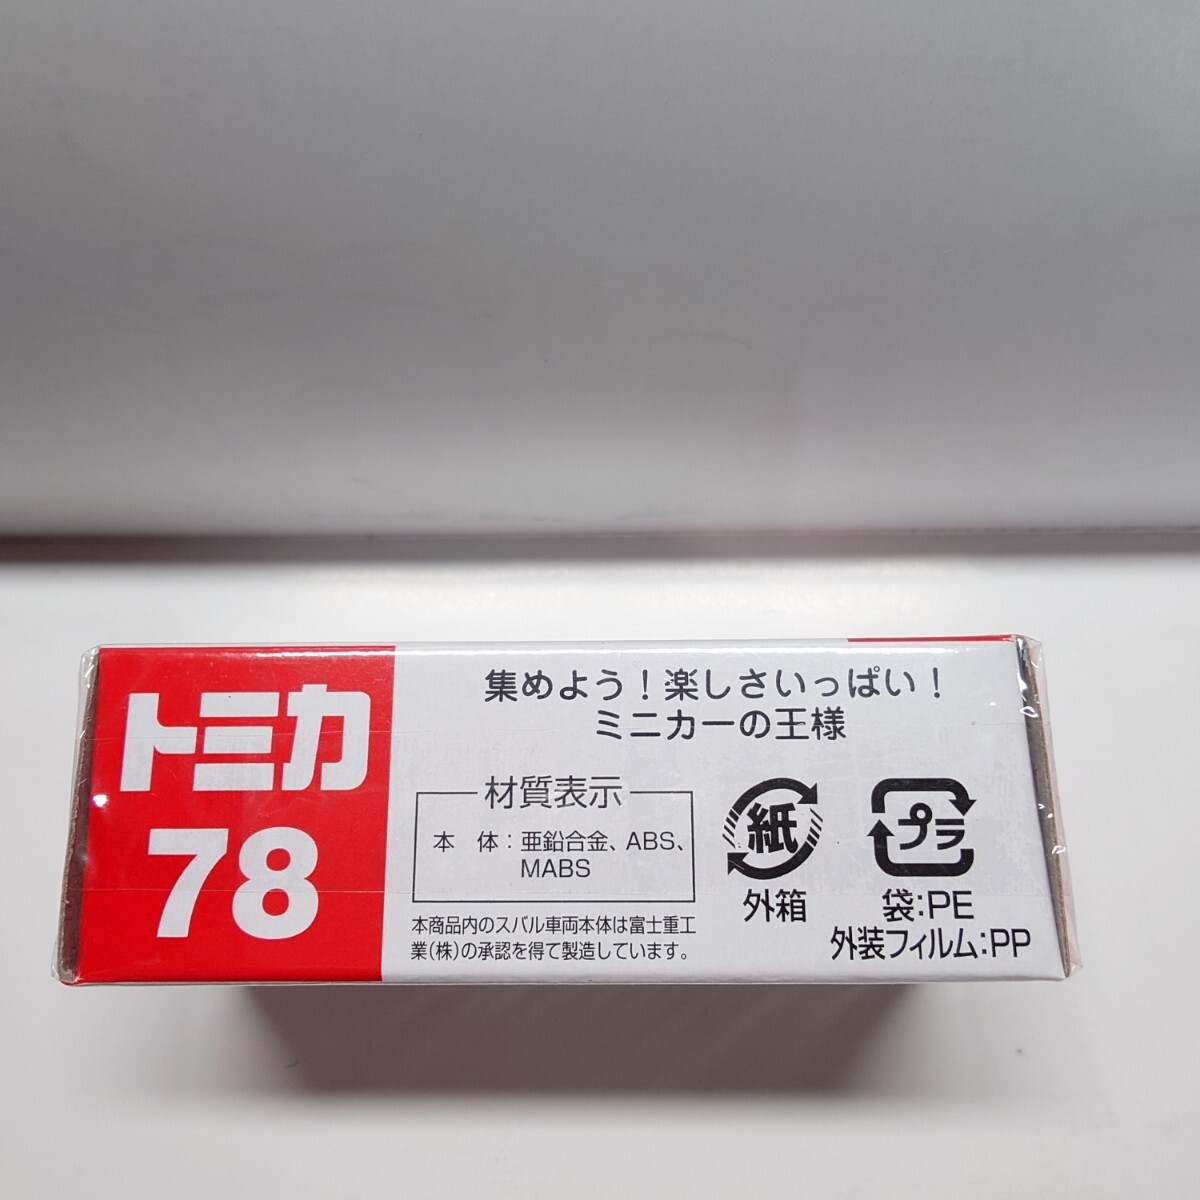 トミカ
78
集めよう！楽しさいっぱい！
ミニカーの王様
材質表示
本　体：亜鉛合金、ABS、
MABS
本商品内のスバル車両本体は富士重工
業(株)の承認を得て製造しています。
紙
外箱
プラ
袋：PE
外装フィルム：PP